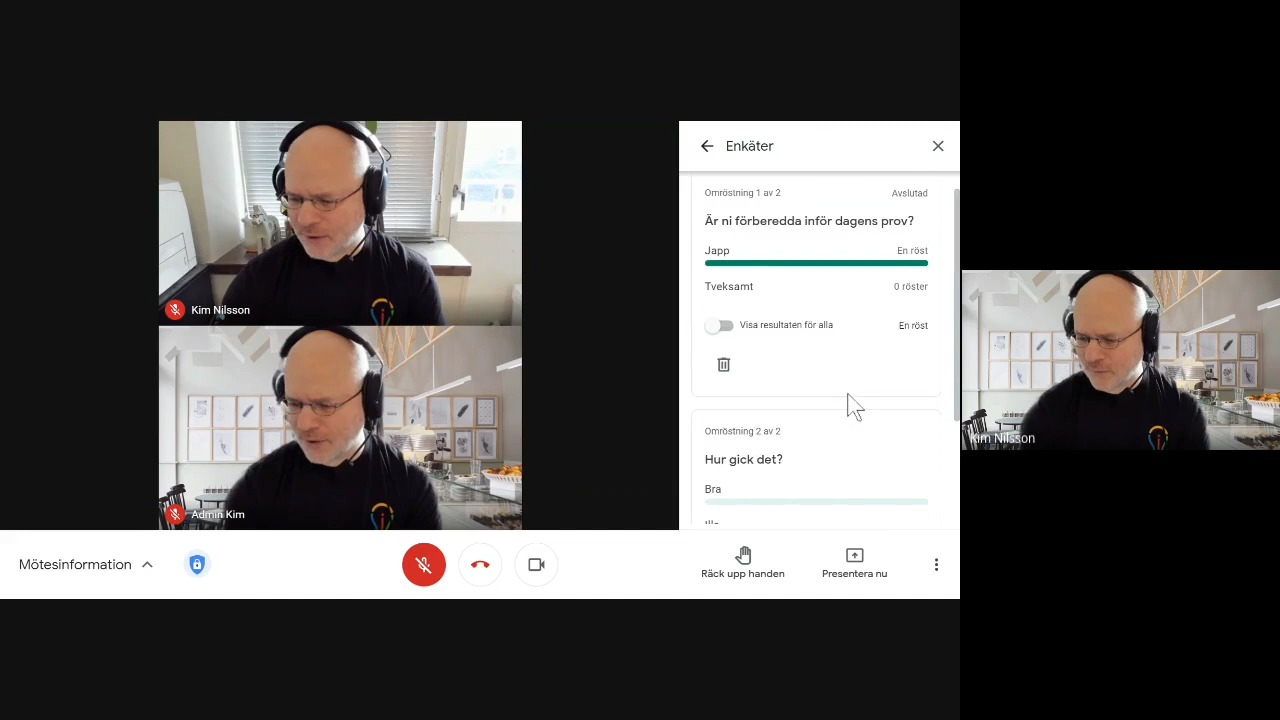 Kim Nilsson
Admin Kim
Enkäter
Omröstning 1 av 2 Avslutad
Är ni förberedda inför dagens prov?
Japp En röst
Tveksamt 0 röster
Visa resultaten för alla En röst
Omröstning 2 av 2
Hur gick det?
Bra
Kim Nilsson
Mötesinformation
Räck upp handen
Presentera nu